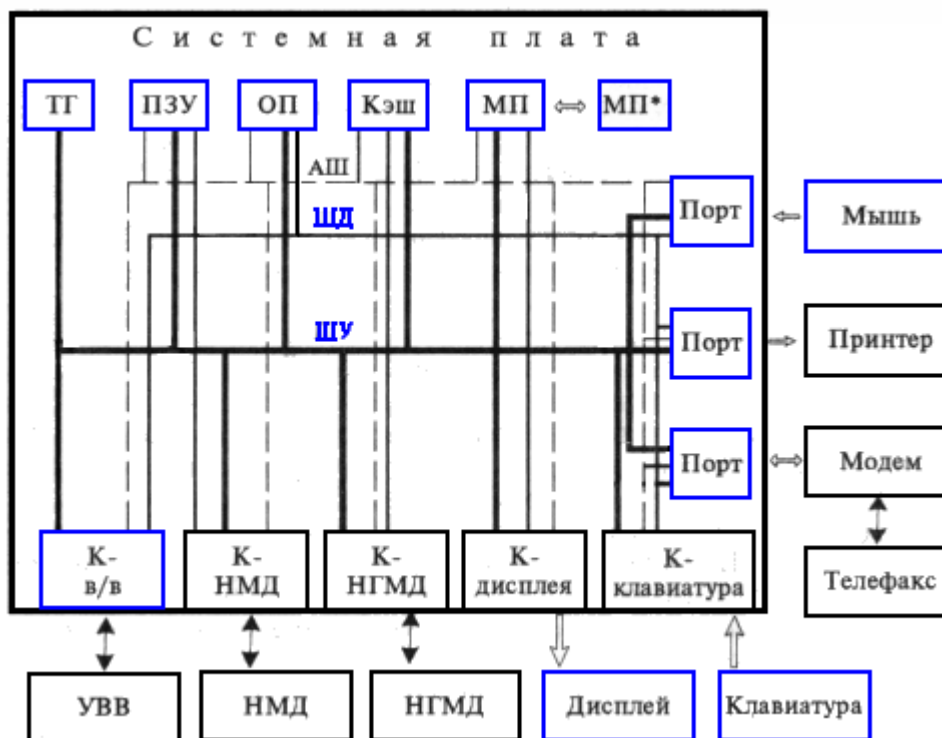 Системная плата
ТГ ПЗУ ОП Кэш МП МП*
АШ
Порт
Мышь
ШД
ШУ
Порт
Принтер
Порт
Модем
К-
в/в
К-
НМД
К-
НГМД
К-
дисплея
К-
клавиатура
Телефакс
УВВ НМД НГМД Дисплей Клавиатура